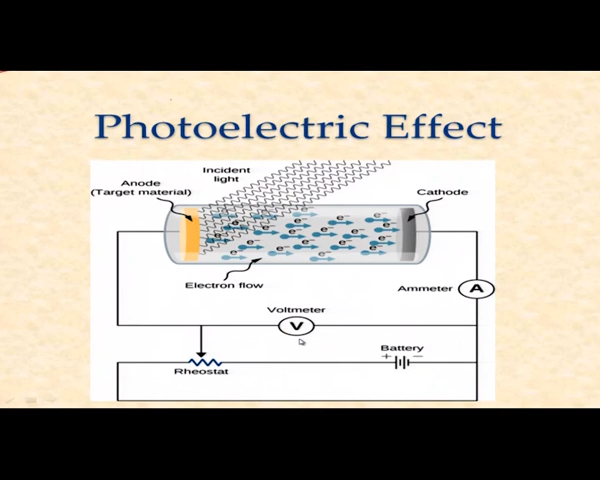 Photoelectric Effect
Incident
light
Anode
(Target material)
Cathode
e⁻ e⁻ e⁻ e⁻ e⁻ e⁻ e⁻ e⁻ e⁻ e⁻ e⁻ e⁻
Electron flow
Ammeter A
Voltmeter
V
Battery
+ −
Rheostat